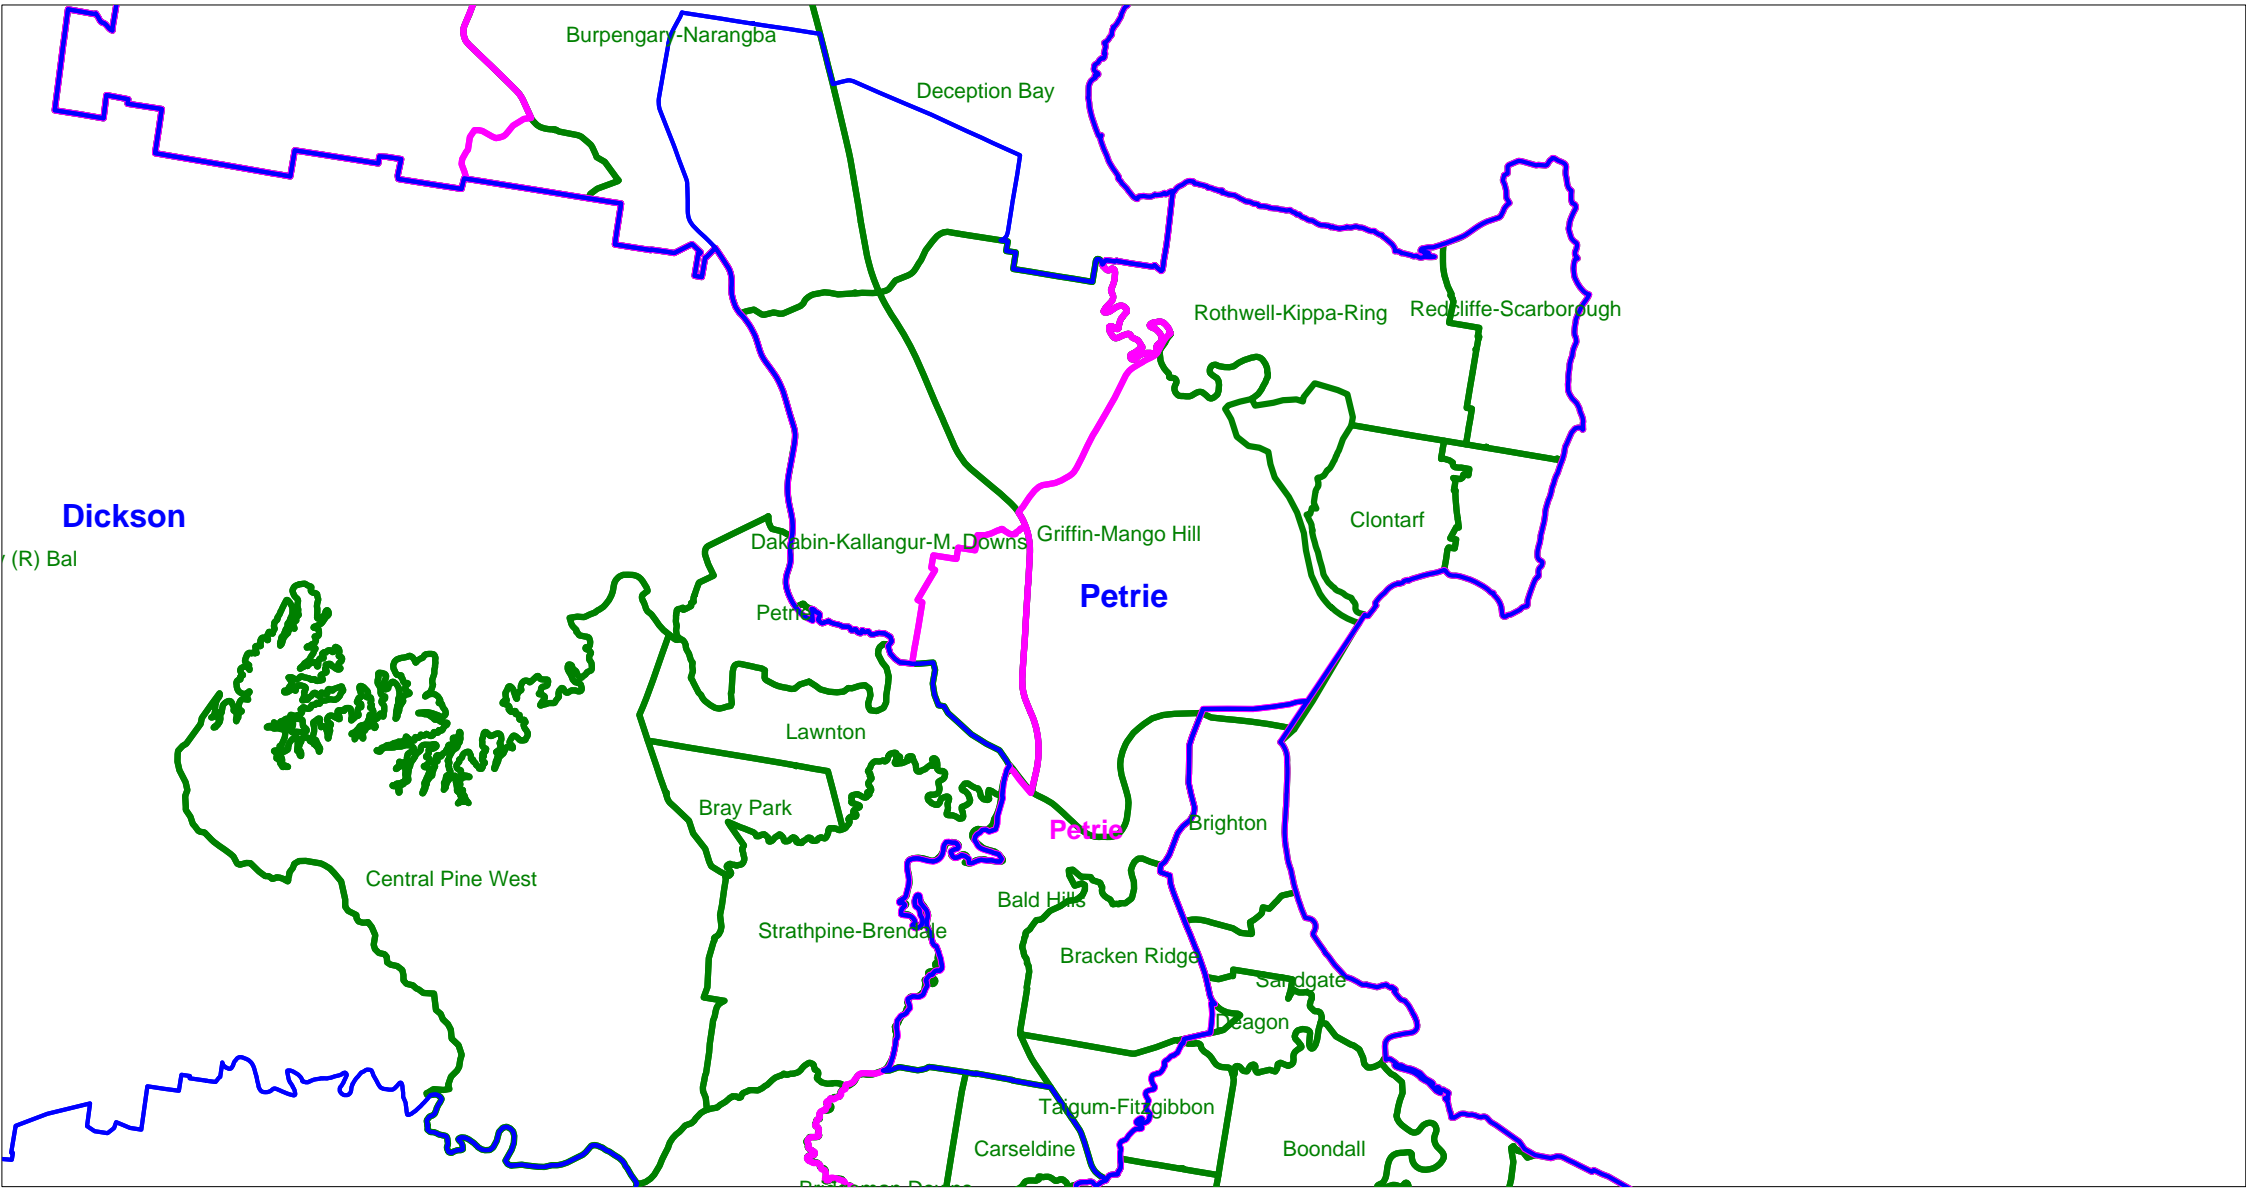 Burpengary-Narangba
Deception Bay
Rothwell-Kippa-Ring
Redcliffe-Scarborough
Dickson
Clontarf
Griffin-Mango Hill
Dakabin-Kallangur-M. Downs
(R) Bal
Petrie
Petrie
Lawnton
Bray Park
Brighton
Petrie
Central Pine West
Bald Hills
Strathpine-Brendale
Bracken Ridge
Sandgate
Deagon
Taigum-Fitzgibbon
Carseldine
Boondall